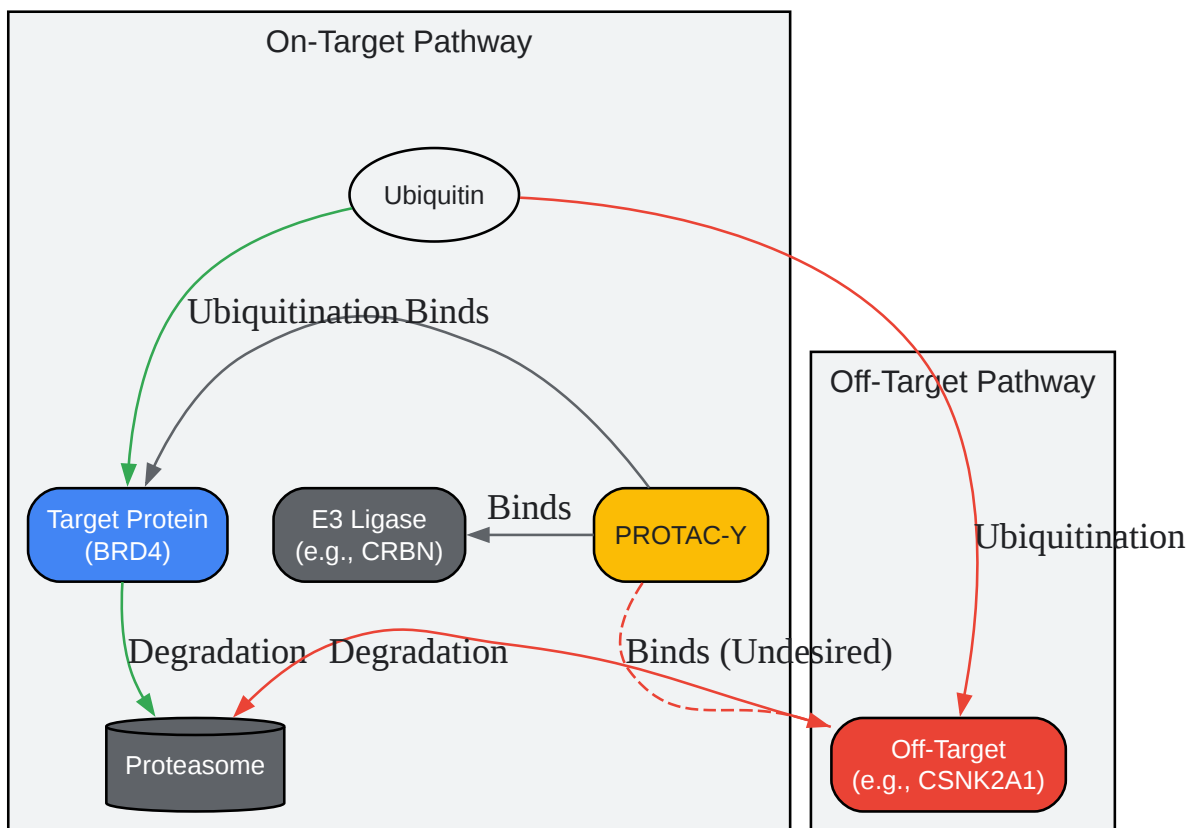 On-Target Pathway
Ubiquitin
Ubiquitination
Binds
Off-Target Pathway
Target Protein
(BRD4)
E3 Ligase
(e.g., CRBN)
Binds
PROTAC-Y
Ubiquitination
Degradation
Degradation
Binds (Undesired)
Proteasome
Off-Target
(e.g., CSNK2A1)